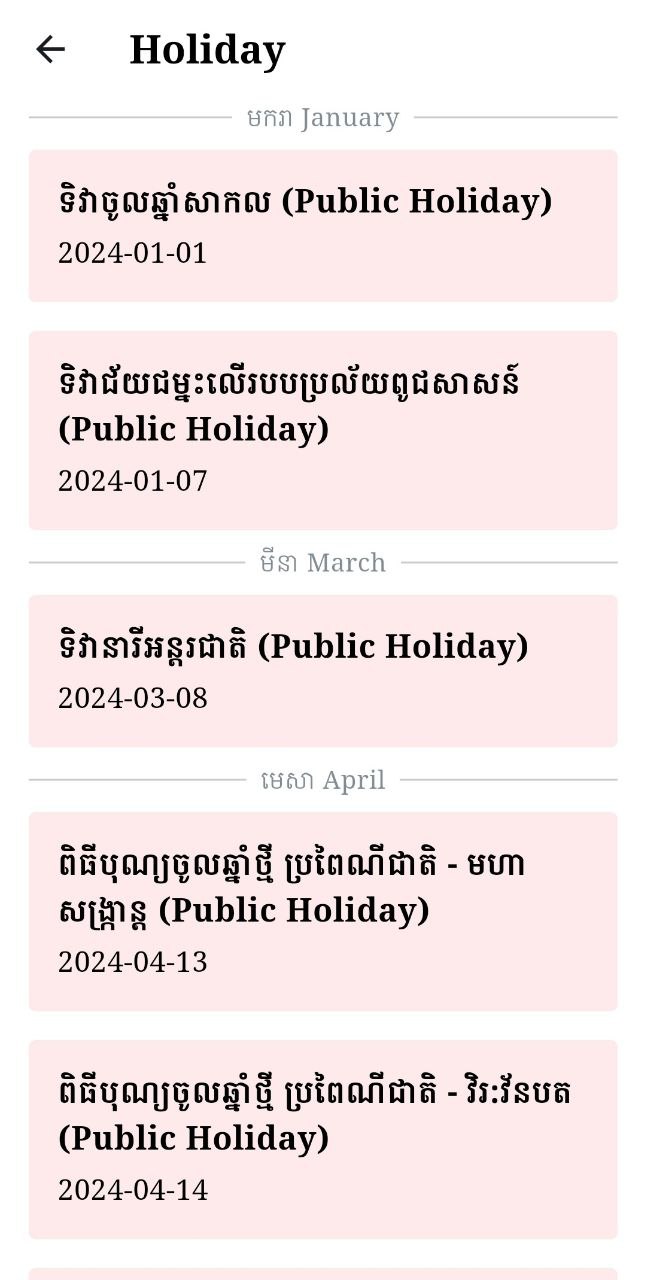 Holiday
មករា January
ទិវាចូលឆ្នាំសាកល (Public Holiday)
2024-01-01
ទិវាជ័យជម្នះលើរបបប្រល័យពូជសាសន៍
(Public Holiday)
2024-01-07
មីនា March
ទិវានារីអន្តរជាតិ (Public Holiday)
2024-03-08
មេសា April
ពិធីបុណ្យចូលឆ្នាំថ្មី ប្រពៃណីជាតិ - មហា
សង្ក្រាន្ត (Public Holiday)
2024-04-13
ពិធីបុណ្យចូលឆ្នាំថ្មី ប្រពៃណីជាតិ - វិរ:វ័នបត
(Public Holiday)
2024-04-14